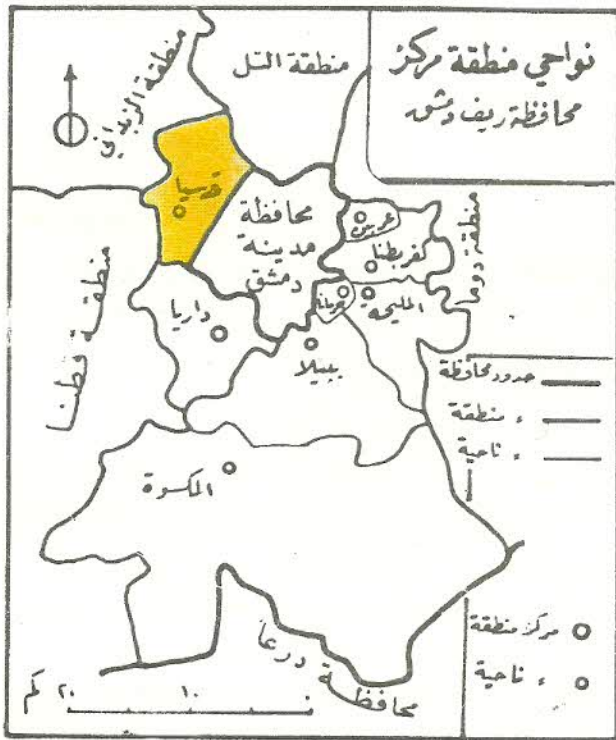 نواحي منطقة مركز
محافظة ريف دمشق
منطقة التل
منطقة الزبداني
قدسيا
محافظة
مدينة
دمشق
عربين
كفربطنا
منطقة دوما
جرمانا
المليحة
داريا
ببيلا
منطقة قطنا
الكسوة
حدود محافظة
، منطقة
، ناحية
مركز منطقة
، ناحية
محافظة درعا
٢٠ ١٠ . كم